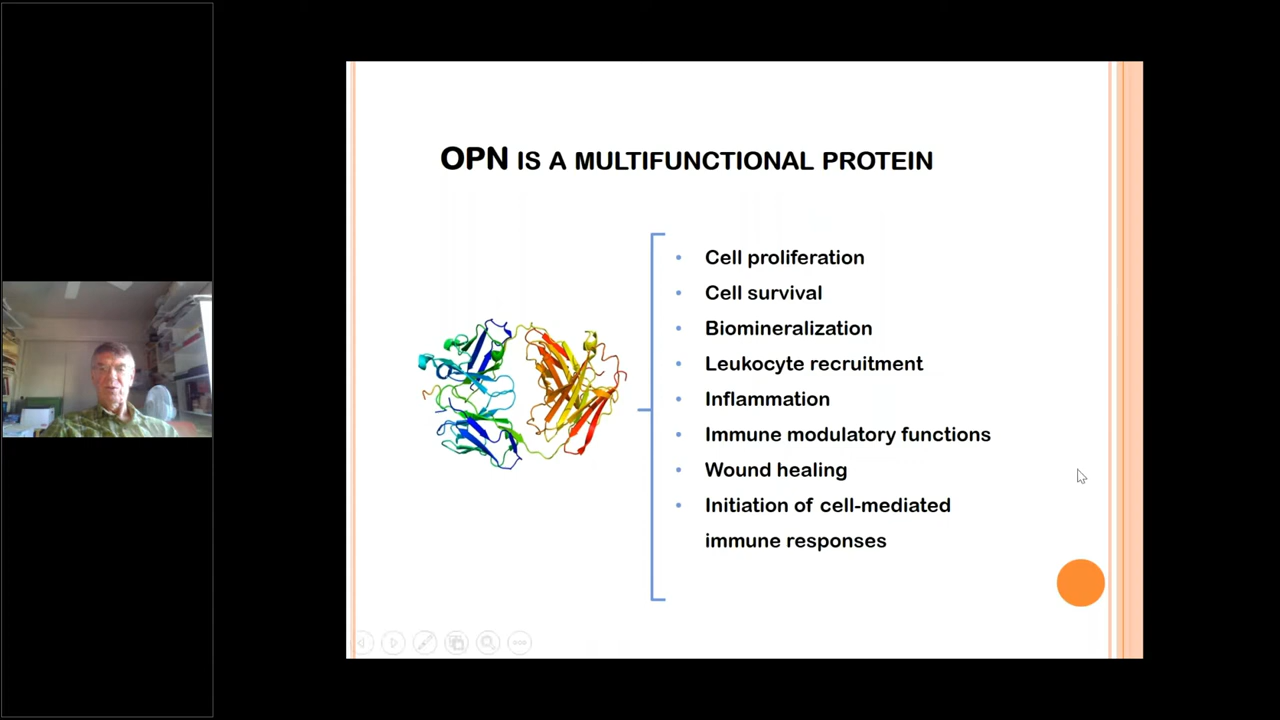 OPN IS A MULTIFUNCTIONAL PROTEIN
• Cell proliferation
• Cell survival
• Biomineralization
• Leukocyte recruitment
• Inflammation
• Immune modulatory functions
• Wound healing
• Initiation of cell-mediated
immune responses